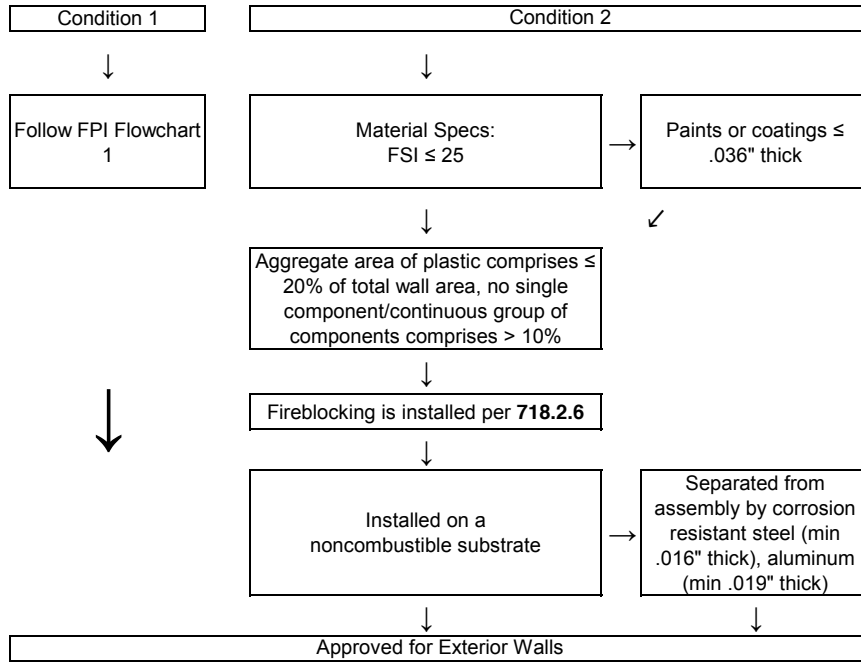 Condition 1
Condition 2
↓
↓
Follow FPI Flowchart
1
Material Specs:
FSI ≤ 25
→
Paints or coatings ≤
.036" thick
↓
↙
Aggregate area of plastic comprises ≤
20% of total wall area, no single
component/continuous group of
components comprises > 10%
↓
↓
Fireblocking is installed per 718.2.6
↓
Installed on a
noncombustible substrate
→
Separated from
assembly by corrosion
resistant steel (min
.016" thick), aluminum
(min .019" thick)
↓
↓
Approved for Exterior Walls